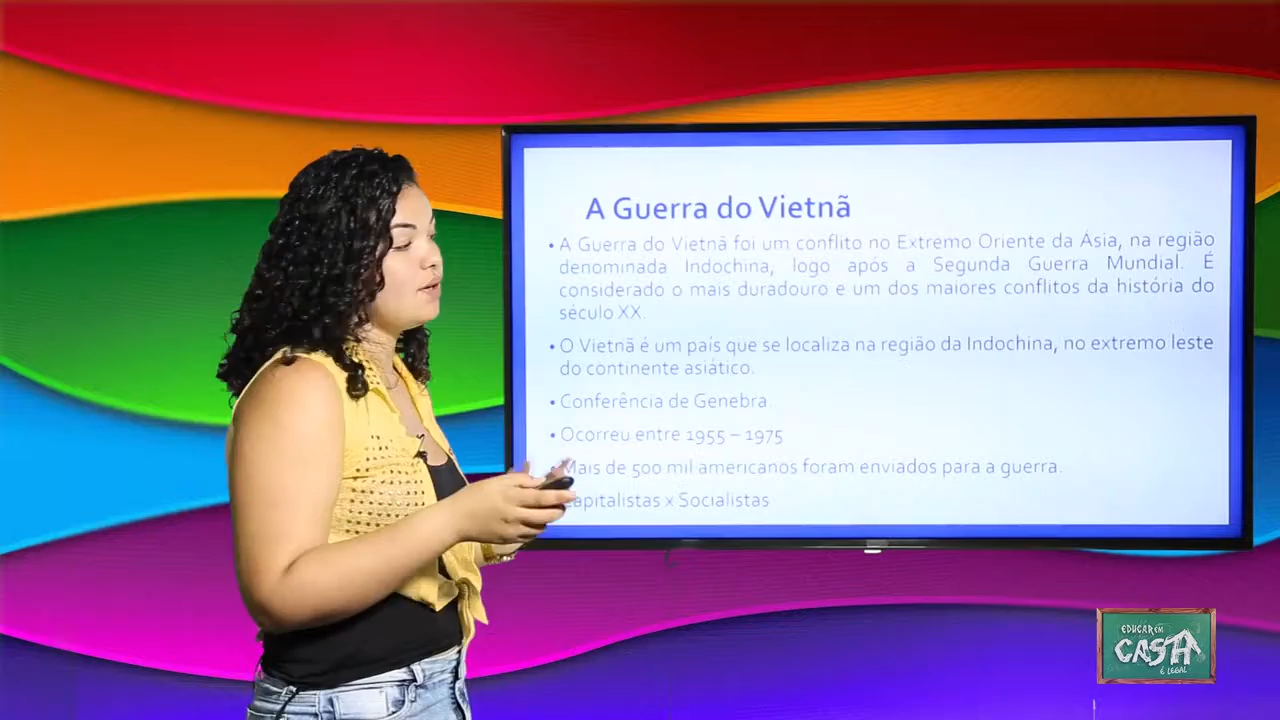 A Guerra do Vietnã
• A Guerra do Vietnã foi um conflito no Extremo Oriente da Ásia, na região
denominada Indochina, logo após a Segunda Guerra Mundial. É
considerado o mais duradouro e um dos maiores conflitos da história do
século XX.
• O Vietnã é um país que se localiza na região da Indochina, no extremo leste
do continente asiático.
• Conferência de Genebra.
• Ocorreu entre 1955 – 1975
Mais de 500 mil americanos foram enviados para a guerra.
apitalistas x Socialistas
EDUCAR EM
CASA
É LEGAL